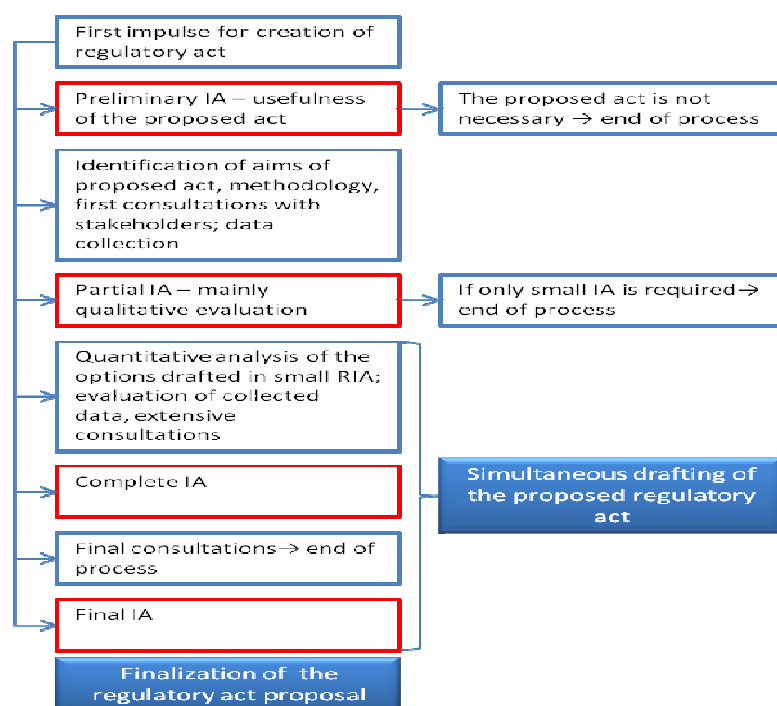 First impulse for creation of
regulatory act
Preliminary IA – usefulness
of the proposed act
The proposed act is not
necessary → end of process
Identification of aims of
proposed act, methodology,
first consultations with
stakeholders; data
collection
Partial IA – mainly
qualitative evaluation
If only small IA is required→
end of process
Quantitative analysis of the
options drafted in small RIA;
evaluation of collected
data, extensive
consultations
Simultaneous drafting of
the proposed regulatory
act
Complete IA
Final consultations→ end of
process
Final IA
Finalization of the
regulatory act proposal